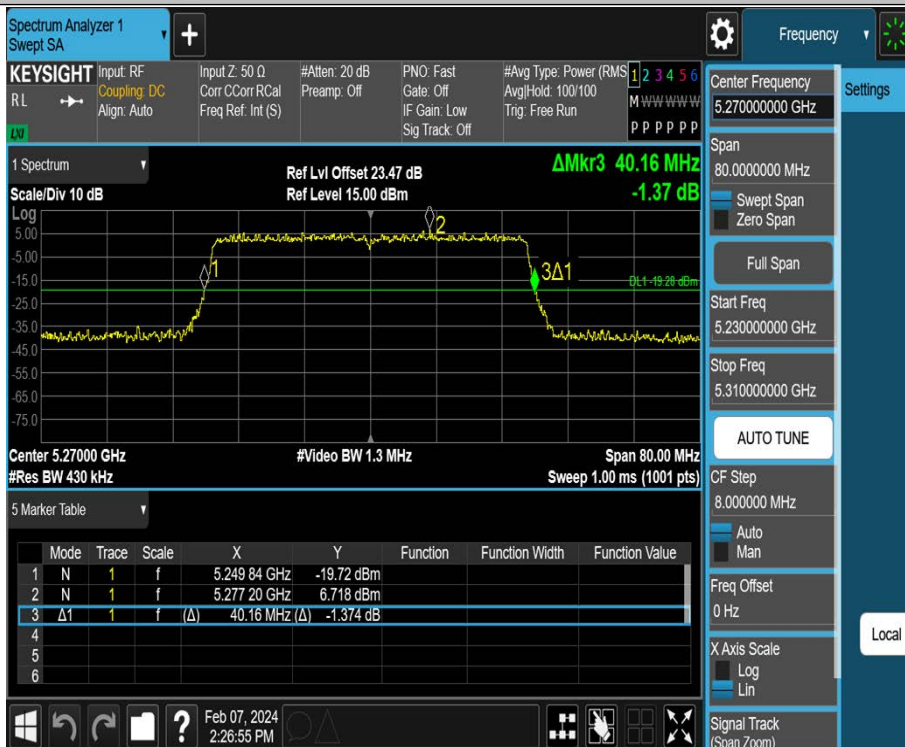 Spectrum Analyzer 1
Swept SA
+
Frequency
KEYSIGHT
RL
LXI
Input: RF
Coupling: DC
Align: Auto
Input Z: 50 Ω
Corr CCorr RCal
Freq Ref: Int (S)
#Atten: 20 dB
Preamp: Off
PNO: Fast
Gate: Off
IF Gain: Low
Sig Track: Off
#Avg Type: Power (RMS
Avg|Hold: 100/100
Trig: Free Run
1 2 3 4 5 6
M W W W W W
P P P P P P
1 Spectrum
Scale/Div 10 dB
Log
Ref Lvl Offset 23.47 dB
Ref Level 15.00 dBm
ΔMkr3 40.16 MHz
-1.37 dB
5.00
-5.00
-15.0
-25.0
-35.0
-45.0
-55.0
-65.0
-75.0
1
2
3Δ1
DL1 -19.28 dBm
Center 5.27000 GHz
#Res BW 430 kHz
#Video BW 1.3 MHz
Span 80.00 MHz
Sweep 1.00 ms (1001 pts)
5 Marker Table
Mode Trace Scale X Y Function Function Width Function Value
1 N 1 f 5.249 84 GHz -19.72 dBm
2 N 1 f 5.277 20 GHz 6.718 dBm
3 Δ1 1 f (Δ) 40.16 MHz (Δ) -1.374 dB
4
5
6
?
Feb 07, 2024
2:26:55 PM
Center Frequency
5.270000000 GHz
Span
80.0000000 MHz
Swept Span
Zero Span
Full Span
Start Freq
5.230000000 GHz
Stop Freq
5.310000000 GHz
AUTO TUNE
CF Step
8.000000 MHz
Auto
Man
Freq Offset
0 Hz
X Axis Scale
Log
Lin
Signal Track
(Span Zoom)
Settings
Local